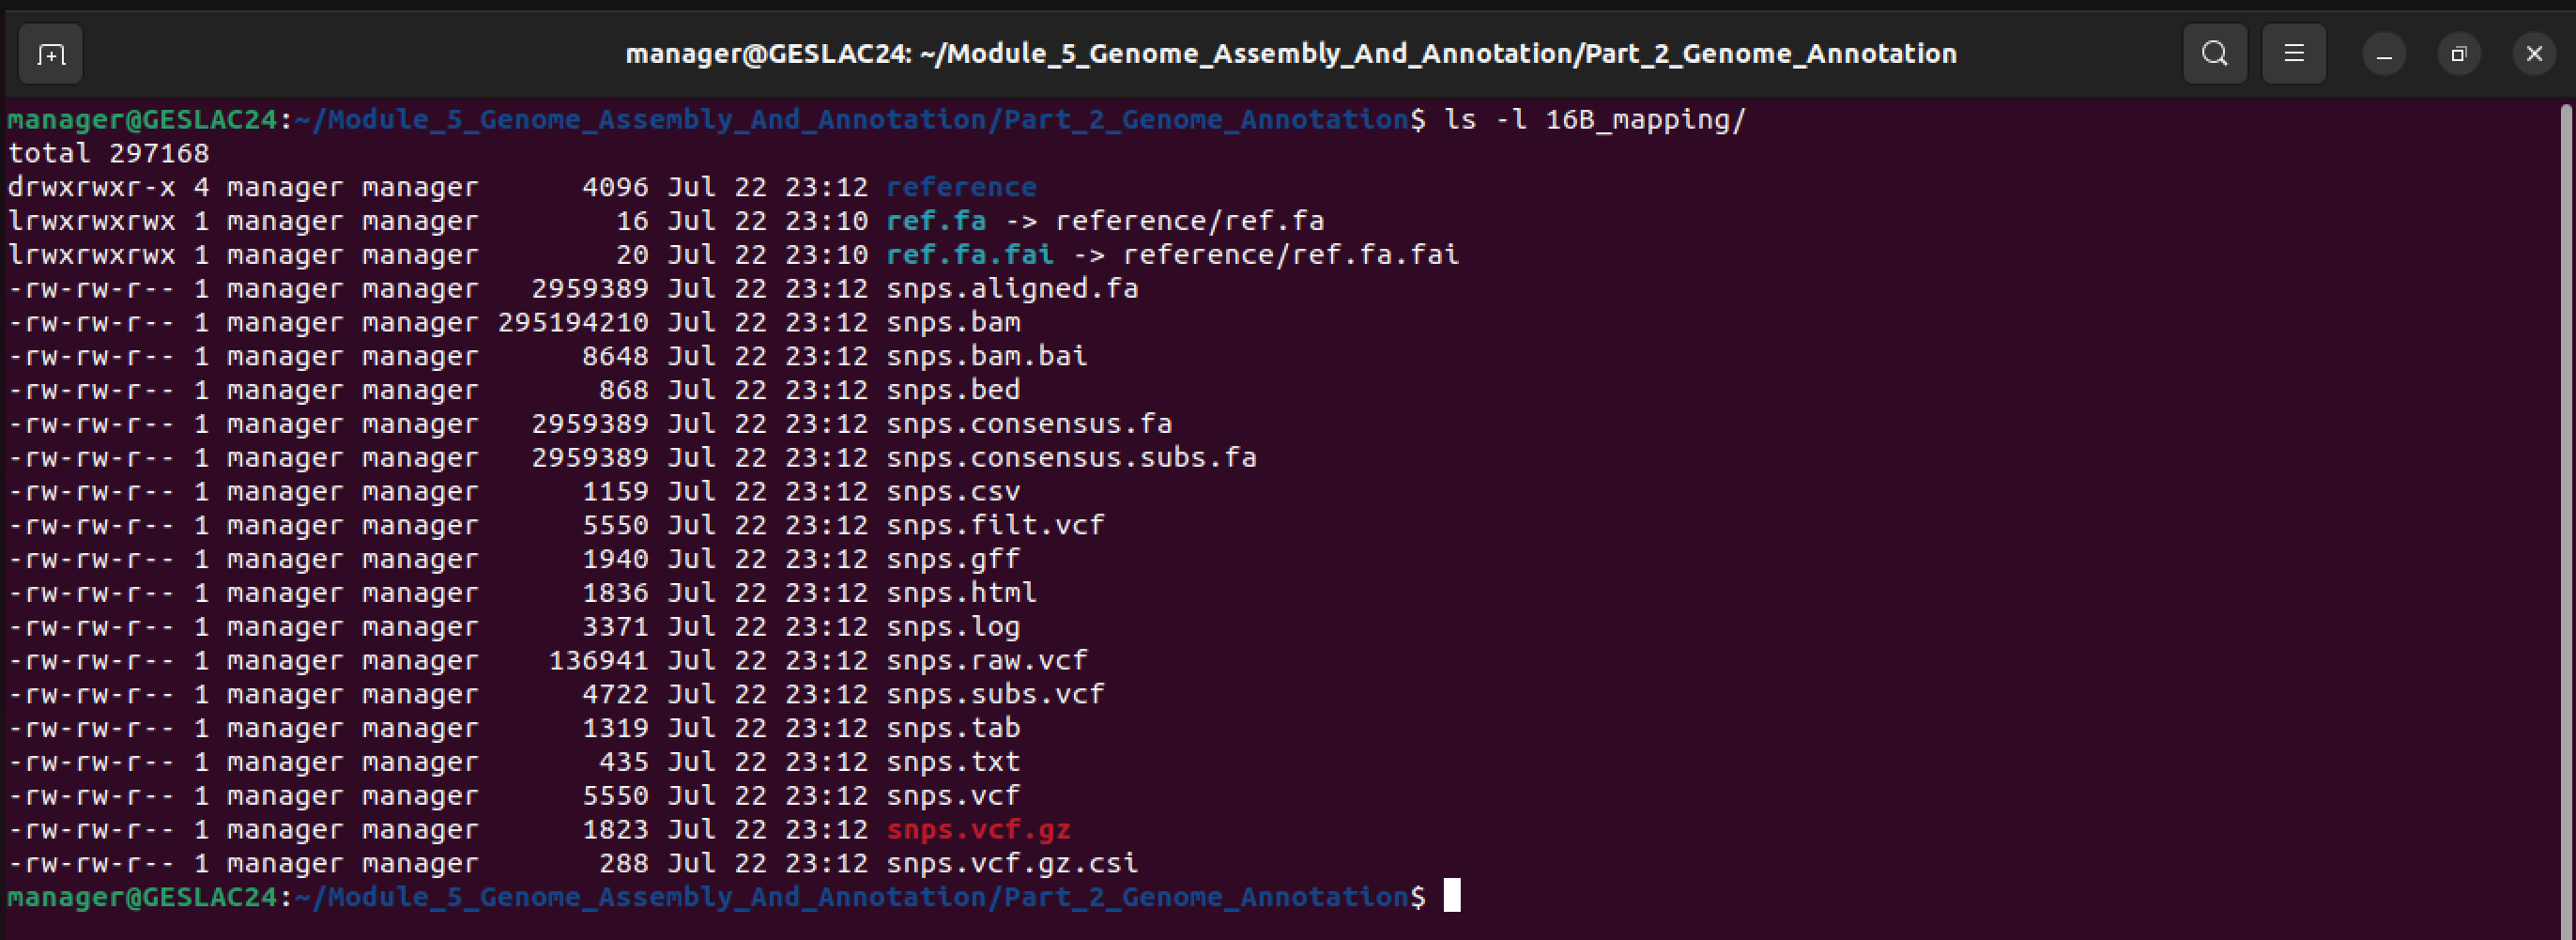 manager@GESLAC24: ~/Module_5_Genome_Assembly_And_Annotation/Part_2_Genome_Annotation
manager@GESLAC24:~/Module_5_Genome_Assembly_And_Annotation/Part_2_Genome_Annotation$ ls -l 16B_mapping/
total 297168
drwxrwxr-x 4 manager manager      4096 Jul 22 23:12 reference
lrwxrwxrwx 1 manager manager        16 Jul 22 23:10 ref.fa -> reference/ref.fa
lrwxrwxrwx 1 manager manager        20 Jul 22 23:10 ref.fa.fai -> reference/ref.fa.fai
-rw-rw-r-- 1 manager manager   2959389 Jul 22 23:12 snps.aligned.fa
-rw-rw-r-- 1 manager manager 295194210 Jul 22 23:12 snps.bam
-rw-rw-r-- 1 manager manager      8648 Jul 22 23:12 snps.bam.bai
-rw-rw-r-- 1 manager manager       868 Jul 22 23:12 snps.bed
-rw-rw-r-- 1 manager manager   2959389 Jul 22 23:12 snps.consensus.fa
-rw-rw-r-- 1 manager manager   2959389 Jul 22 23:12 snps.consensus.subs.fa
-rw-rw-r-- 1 manager manager      1159 Jul 22 23:12 snps.csv
-rw-rw-r-- 1 manager manager      5550 Jul 22 23:12 snps.filt.vcf
-rw-rw-r-- 1 manager manager      1940 Jul 22 23:12 snps.gff
-rw-rw-r-- 1 manager manager      1836 Jul 22 23:12 snps.html
-rw-rw-r-- 1 manager manager      3371 Jul 22 23:12 snps.log
-rw-rw-r-- 1 manager manager    136941 Jul 22 23:12 snps.raw.vcf
-rw-rw-r-- 1 manager manager      4722 Jul 22 23:12 snps.subs.vcf
-rw-rw-r-- 1 manager manager      1319 Jul 22 23:12 snps.tab
-rw-rw-r-- 1 manager manager       435 Jul 22 23:12 snps.txt
-rw-rw-r-- 1 manager manager      5550 Jul 22 23:12 snps.vcf
-rw-rw-r-- 1 manager manager      1823 Jul 22 23:12 snps.vcf.gz
-rw-rw-r-- 1 manager manager       288 Jul 22 23:12 snps.vcf.gz.csi
manager@GESLAC24:~/Module_5_Genome_Assembly_And_Annotation/Part_2_Genome_Annotation$